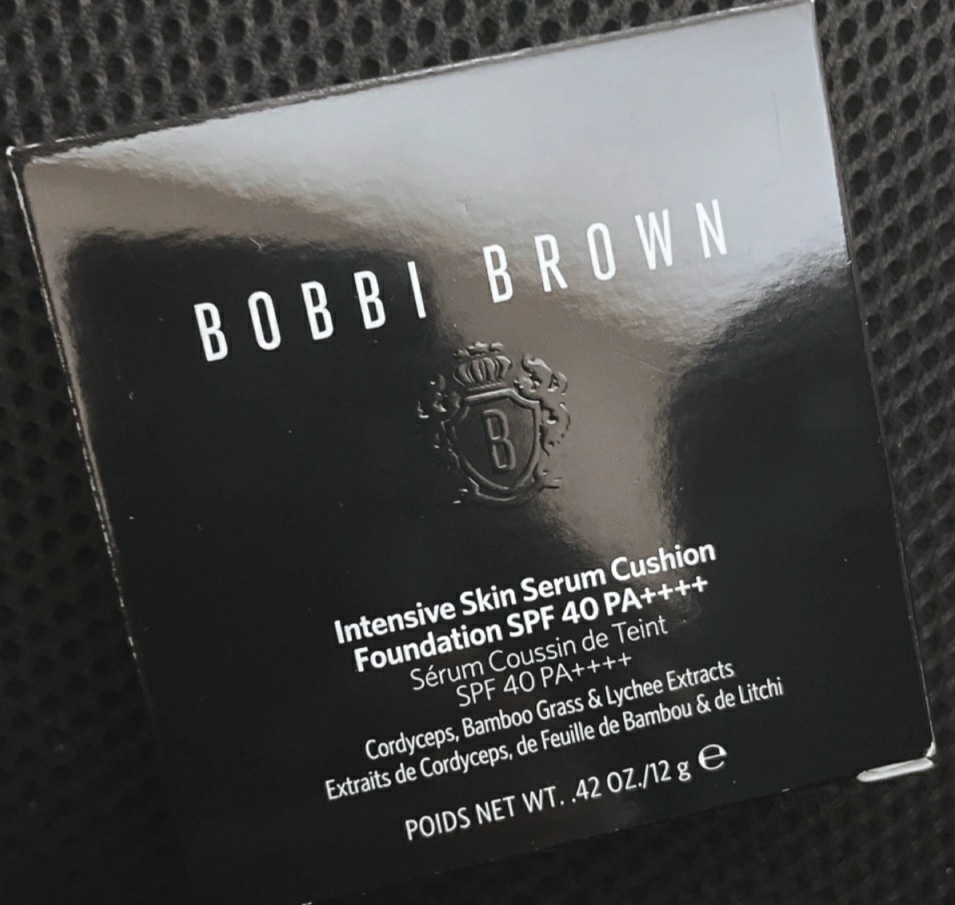 BOBBI BROWN
B
Intensive Skin Serum Cushion
Foundation SPF 40 PA++++
Sérum Coussin de Teint
SPF 40 PA++++
Cordyceps, Bamboo Grass & Lychee Extracts
Extraits de Cordyceps, de Feuille de Bambou & de Litchi
POIDS NET WT. .42 OZ./12 g ℮